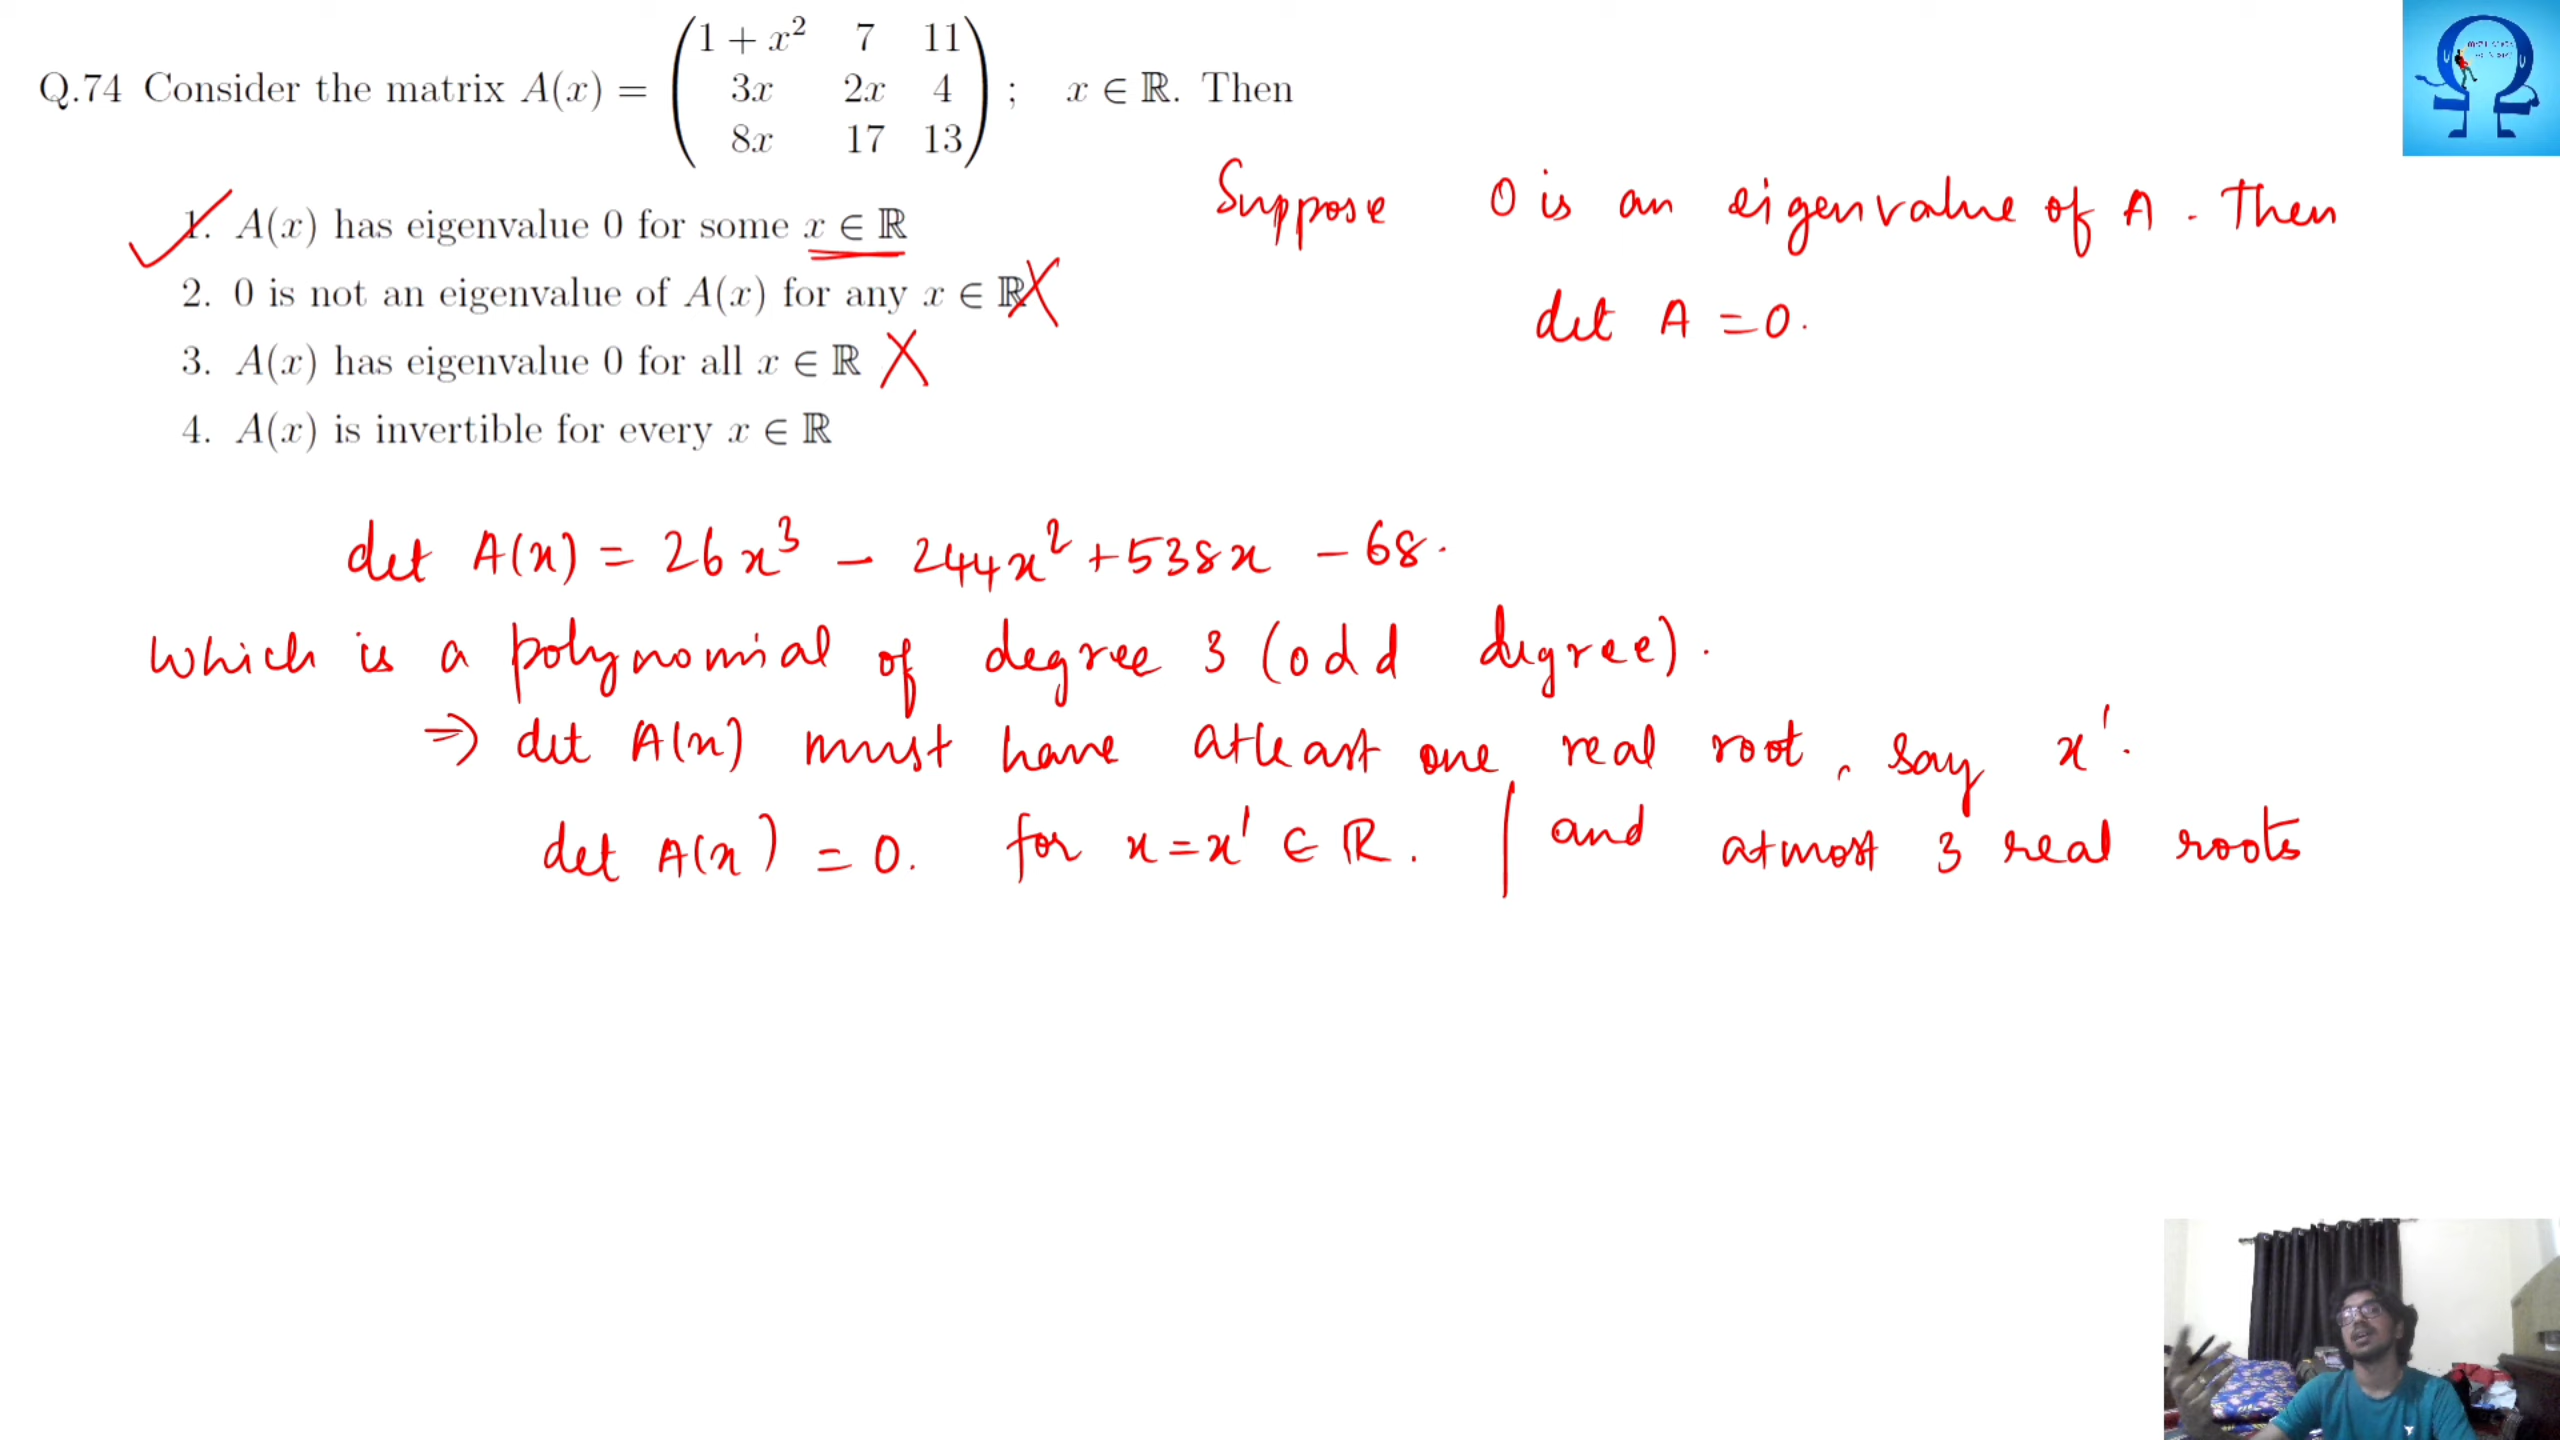 Q.74 Consider the matrix A(x) = ( 1 + x² 7 11 ; x ∈ ℝ. Then
3x 2x 4
8x 17 13 )
Suppose 0 is an eigenvalue of A. Then
1. A(x) has eigenvalue 0 for some x ∈ ℝ
2. 0 is not an eigenvalue of A(x) for any x ∈ ℝ X
det A = 0.
3. A(x) has eigenvalue 0 for all x ∈ ℝ X
4. A(x) is invertible for every x ∈ ℝ
det A(x) = 26x³ - 244x² + 538x - 68.
which is a polynomial of degree 3 (odd degree).
⇒ det A(x) must have atleast one real root, say x'.
det A(x) = 0. for x = x' ∈ ℝ. | and atmost 3 real roots